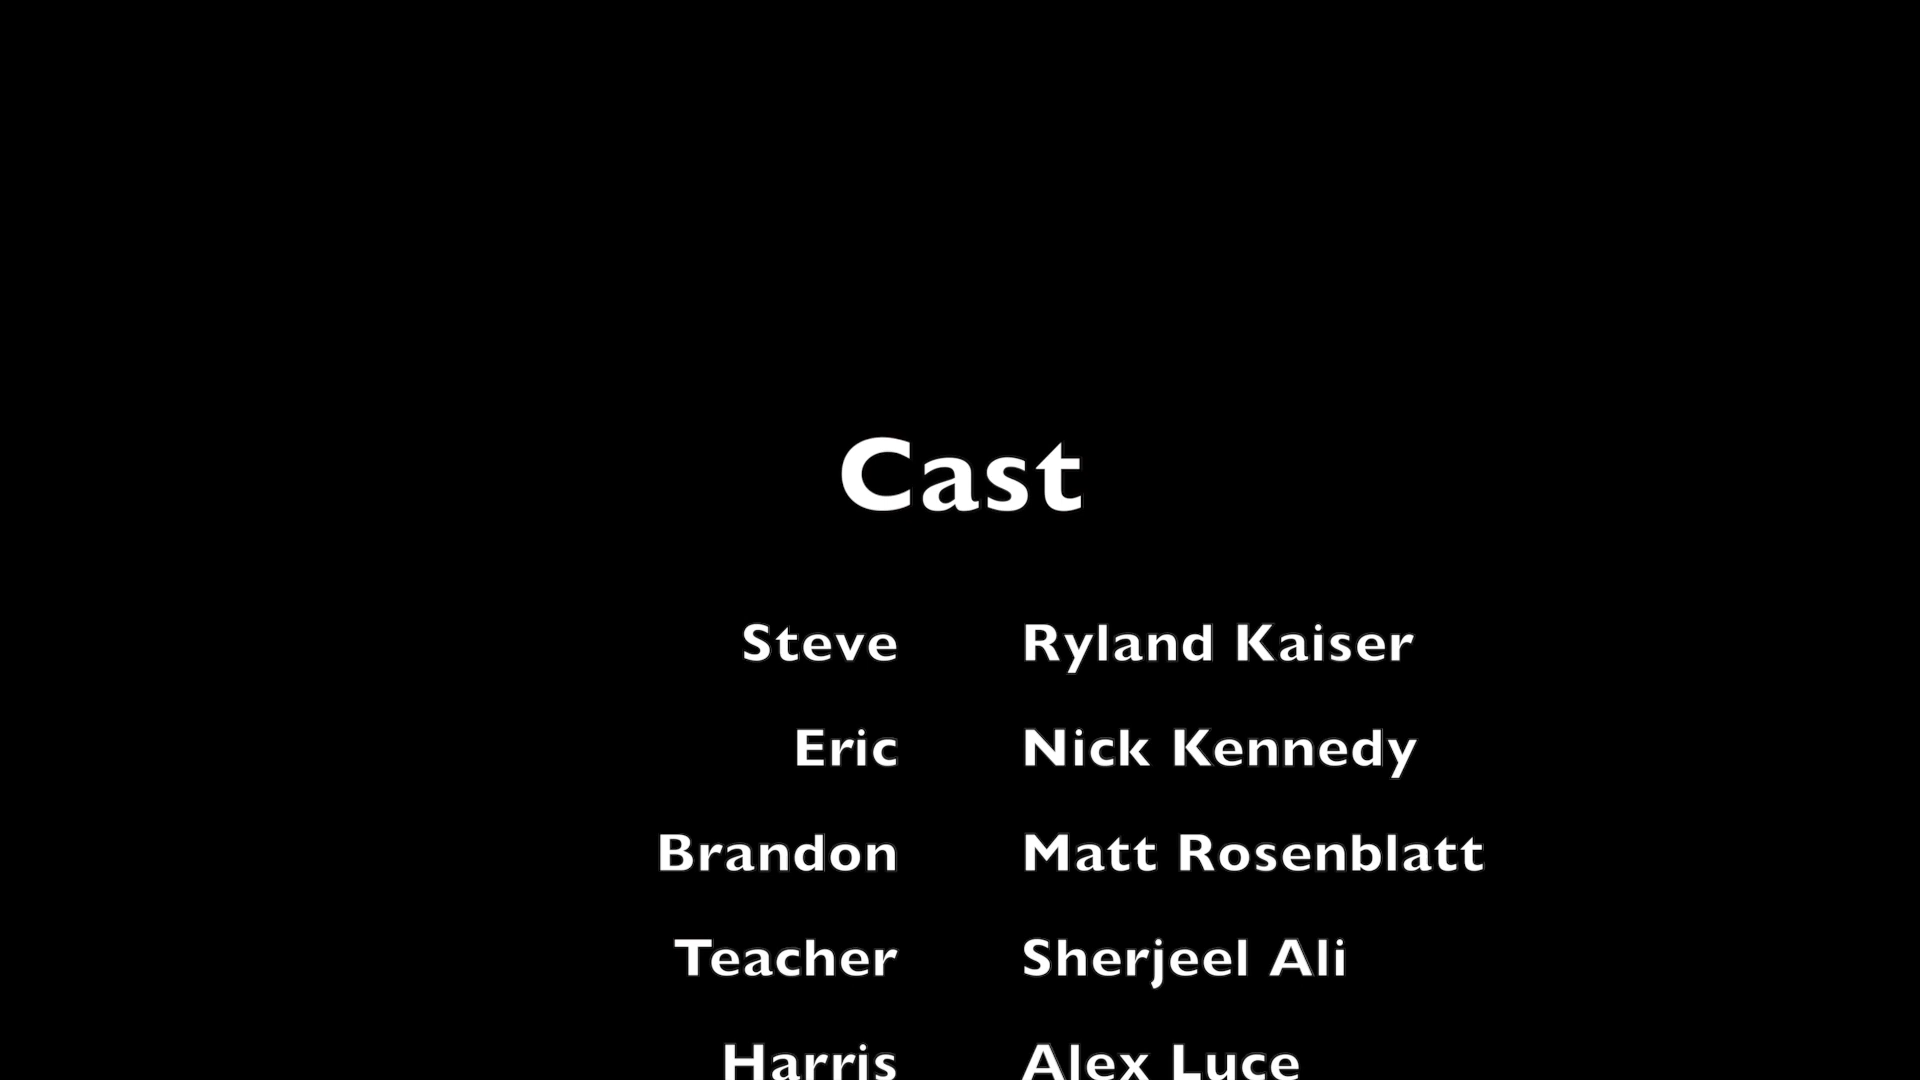 Cast
Steve Ryland Kaiser
Eric Nick Kennedy
Brandon Matt Rosenblatt
Teacher Sherjeel Ali
Harris Alex Luce